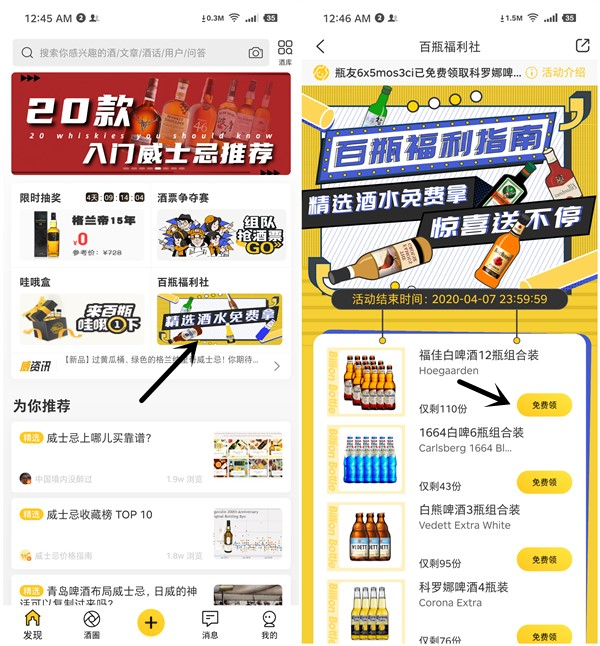 12:45 AM
0.3M
35
搜索你感兴趣的酒/文章/酒话/用户/问答
酒库
20款
20 whiskies you should know
入门威士忌推荐
限时抽奖
4天:09:14:04
格兰帝15年
¥0
参考价:¥728
酒票争夺赛
组队
抢酒票
GO»
哇哦盒
来百瓶
哇哦①下
百瓶福利社
精选酒水免费拿
威资讯
【新品】过黄瓜桶，绿色的格兰
威士忌！你期待...
为你推荐
精选 威士忌上哪儿买靠谱?
中国境内没醉过
1.9w 浏览
精选 威士忌收藏榜 TOP 10
威士忌价格指南
1.8w 浏览
精选 青岛啤酒布局威士忌，日威的神
话可以复制过来吗?
发现
酒圈
消息
我的
12:46 AM
1.5M
35
百瓶福利社
瓶友6x5mos3ci已免费领取科罗娜啤...
活动介绍
百瓶福利指南
精选酒水免费拿
惊喜送不停
活动结束时间：2020-04-07 23:59:59
Billion Bottle
福佳白啤酒12瓶组合装
Hoegaarden
仅剩110份
免费领
Billion Bottle
1664白啤6瓶组合装
Carlsberg 1664 Bl...
仅剩43份
免费领
Billion Bottle
白熊啤酒3瓶组合装
Vedett Extra White
仅剩95份
免费领
Billion Bottle
科罗娜啤酒4瓶装
Corona Extra
仅剩76份
免费领